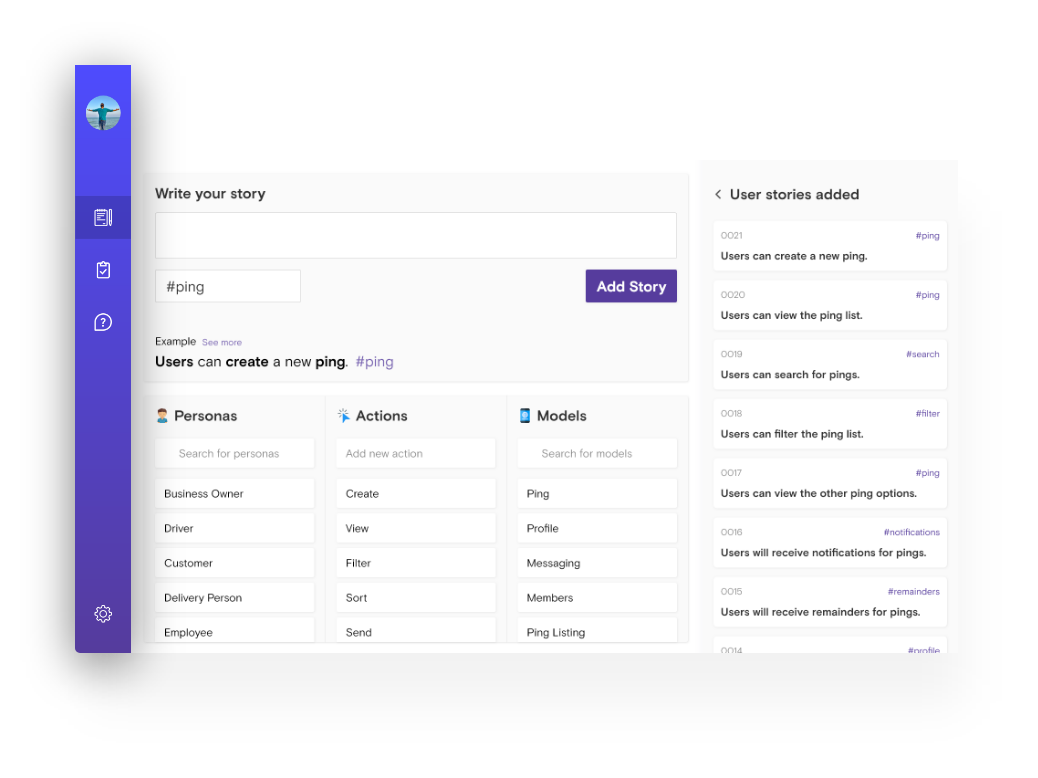 Write your story
#ping
Add Story
Example See more
Users can create a new ping. #ping
Personas
Search for personas
Business Owner
Driver
Customer
Delivery Person
Employee
Actions
Add new action
Create
View
Filter
Sort
Send
Models
Search for models
Ping
Profile
Messaging
Members
Ping Listing
User stories added
0021 #ping
Users can create a new ping.
0020 #ping
Users can view the ping list.
0019 #search
Users can search for pings.
0018 #filter
Users can filter the ping list.
0017 #ping
Users can view the other ping options.
0016 #notifications
Users will receive notifications for pings.
0015 #remainders
Users will receive remainders for pings.
0014 #profile